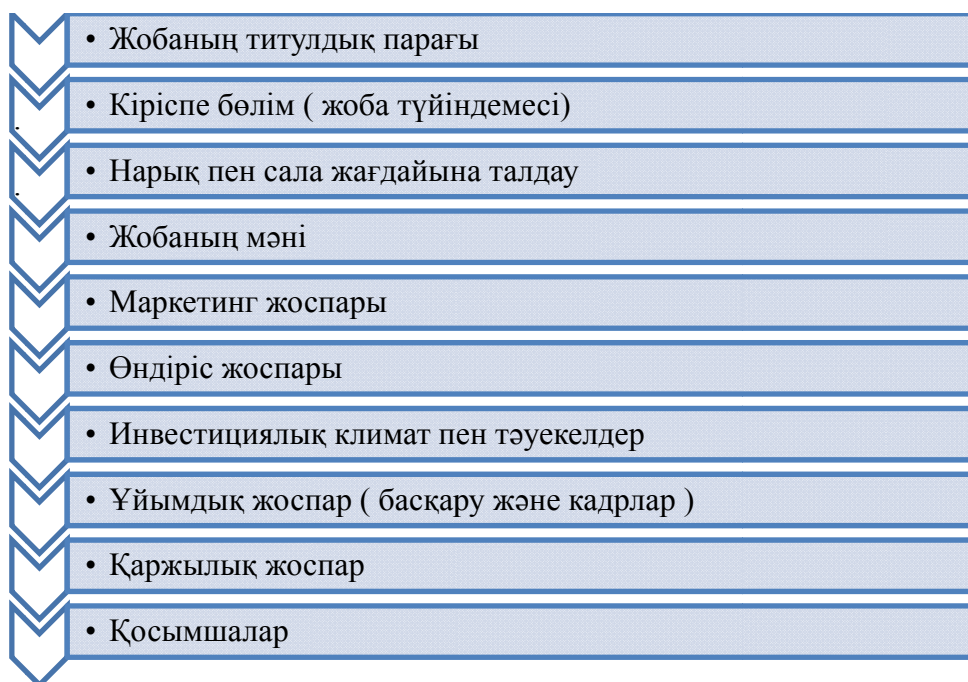 • Жобаның титулдық парағы
• Кіріспе бөлім ( жоба түйіндемесі)
• Нарық пен сала жағдайына талдау
• Жобаның мәні
• Маркетинг жоспары
• Өндіріс жоспары
• Инвестициялық климат пен тәуекелдер
• Ұйымдық жоспар ( басқару және кадрлар )
• Қаржылық жоспар
• Қосымшалар